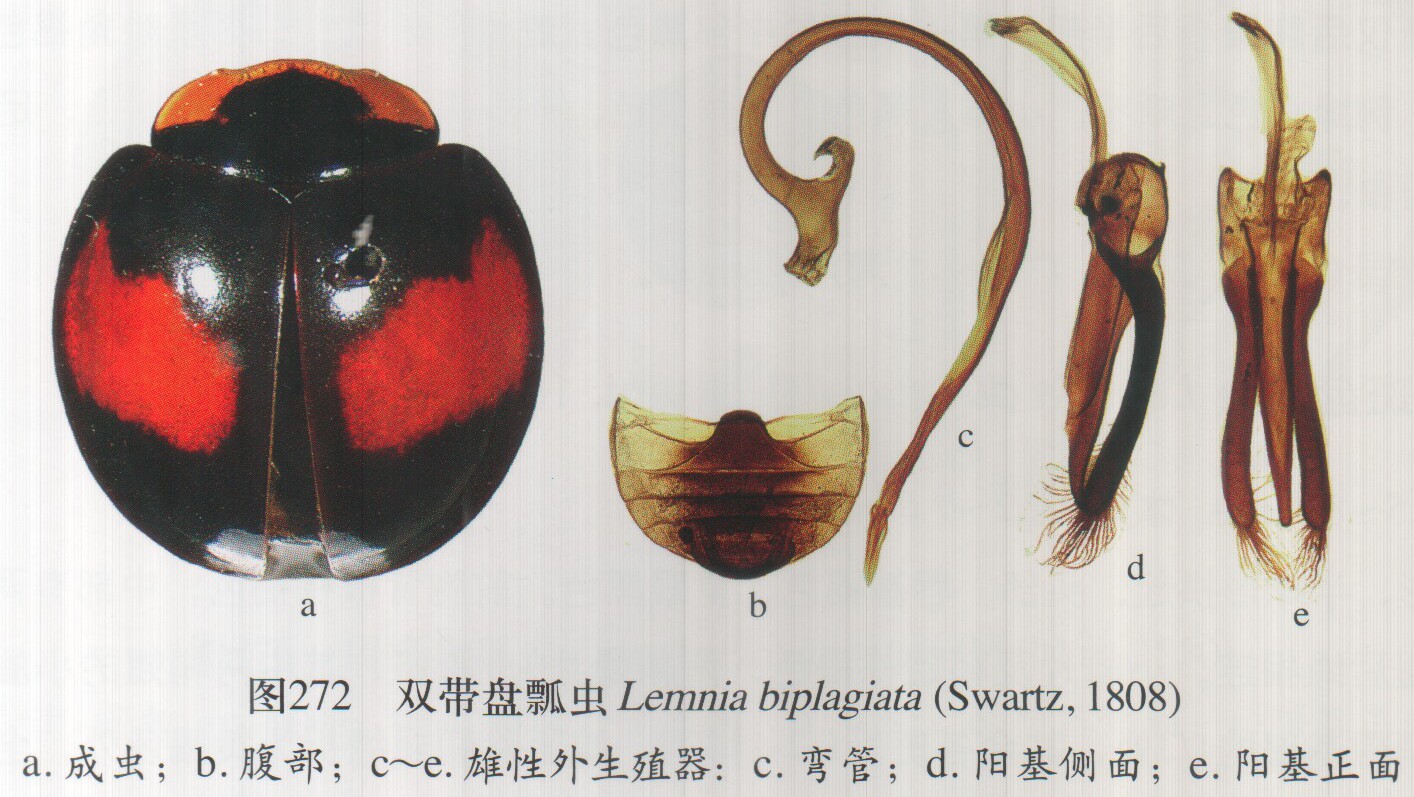 a
b
c
d
e
图272 双带盘瓢虫 Lemnia biplagiata (Swartz, 1808)
a. 成虫；b. 腹部；c～e. 雄性外生殖器：c. 弯管；d. 阳基侧面；e. 阳基正面